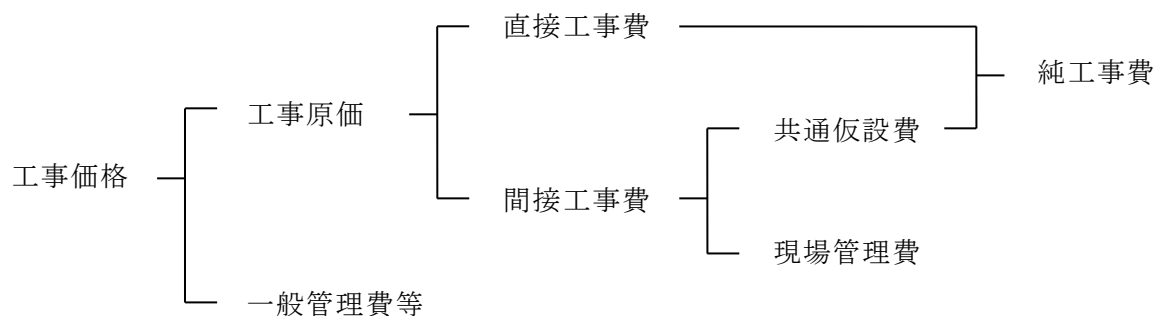 直接工事費
純工事費
工事原価
共通仮設費
工事価格
間接工事費
現場管理費
一般管理費等